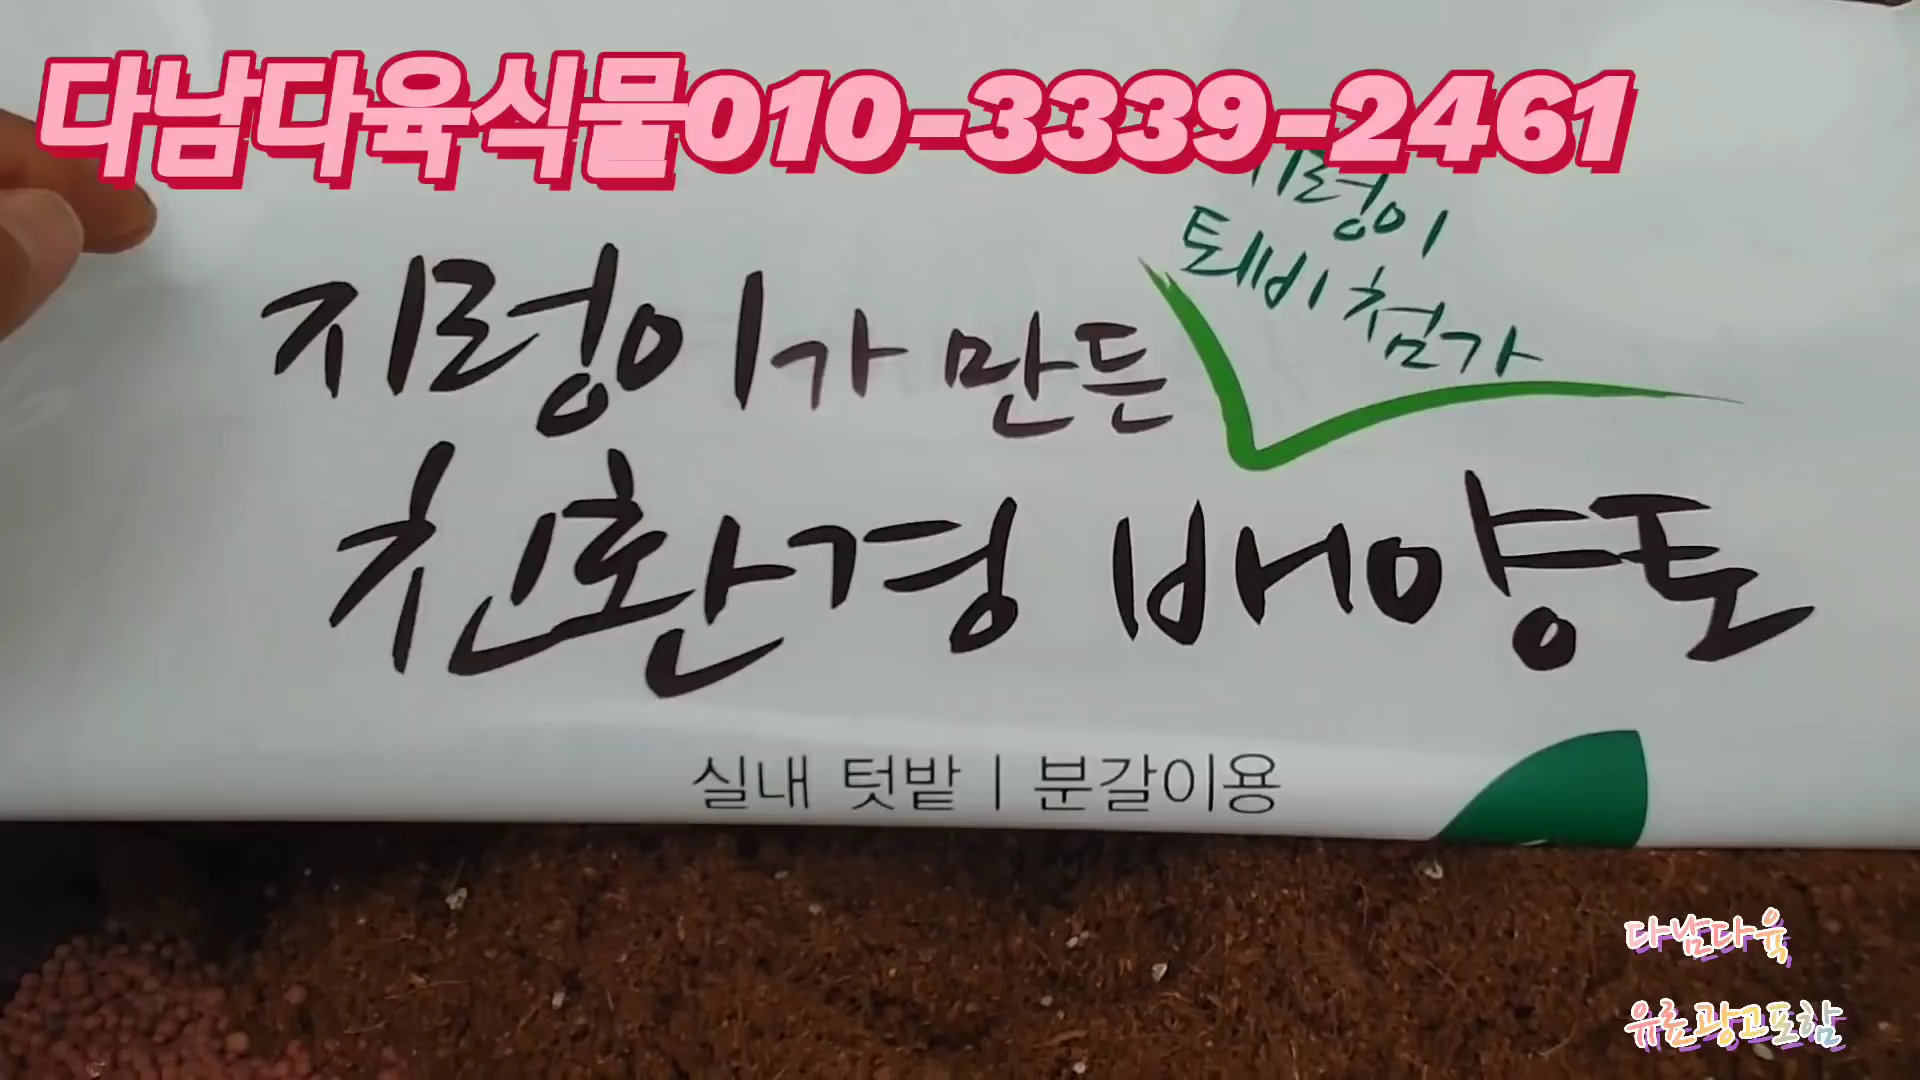 다남다육식물010-3339-2461
지렁이
퇴비 첨가
지렁이가 만든
친환경 배양토
실내 텃밭 | 분갈이용
다남다육
유료광고포함